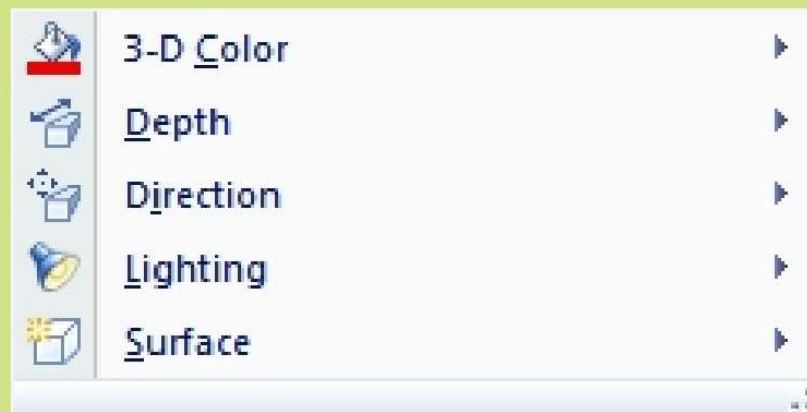 3-D Color
Depth
Direction
Lighting
Surface